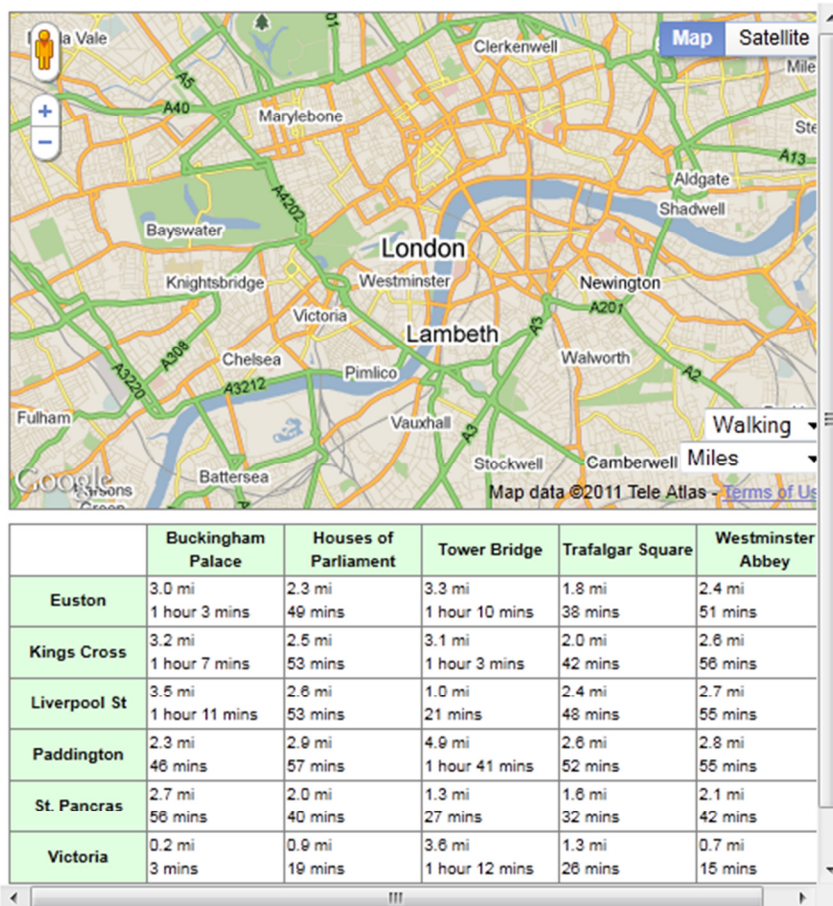 da Vale
Clerkenwell
Map
Satellite
01
A5
Mile
A40
Marylebone
Ste
A13
Aldgate
A4202
Shadwell
Bayswater
London
Knightsbridge
Westminster
Newington
A201
Victoria
Lambeth
A3
Chelsea
Walworth
A308
A3220
Pimlico
A3212
A2
Fulham
Vauxhall
A3
Walking
Battersea
Stockwell
Camberwell
Miles
Google
Parsons
Green
Map data ©2011 Tele Atlas - Terms of Us
Buckingham Palace
Houses of Parliament
Tower Bridge
Trafalgar Square
Westminster Abbey
Euston
3.0 mi 2.3 mi 3.3 mi 1.8 mi 2.4 mi
1 hour 3 mins 49 mins 1 hour 10 mins 38 mins 51 mins
Kings Cross
3.2 mi 2.5 mi 3.1 mi 2.0 mi 2.6 mi
1 hour 7 mins 53 mins 1 hour 3 mins 42 mins 56 mins
Liverpool St
3.5 mi 2.6 mi 1.0 mi 2.4 mi 2.7 mi
1 hour 11 mins 53 mins 21 mins 48 mins 55 mins
Paddington
2.3 mi 2.9 mi 4.9 mi 2.6 mi 2.8 mi
46 mins 57 mins 1 hour 41 mins 52 mins 55 mins
St. Pancras
2.7 mi 2.0 mi 1.3 mi 1.6 mi 2.1 mi
56 mins 40 mins 27 mins 32 mins 42 mins
Victoria
0.2 mi 0.9 mi 3.6 mi 1.3 mi 0.7 mi
3 mins 19 mins 1 hour 12 mins 26 mins 15 mins